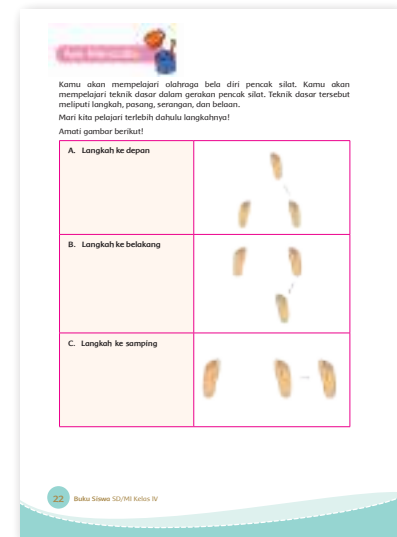 Kamu akan mempelajari olahraga bela diri pencak silat. Kamu akan
mempelajari teknik dasar dalam gerakan pencak silat. Teknik dasar tersebut
meliputi langkah, pasang, serangan, dan belaan.
Mari kita pelajari terlebih dahulu langkahnya!
Amati gambar berikut!
A. Langkah ke depan
B. Langkah ke belakang
C. Langkah ke samping
22 Buku Siswa SD/MI Kelas IV